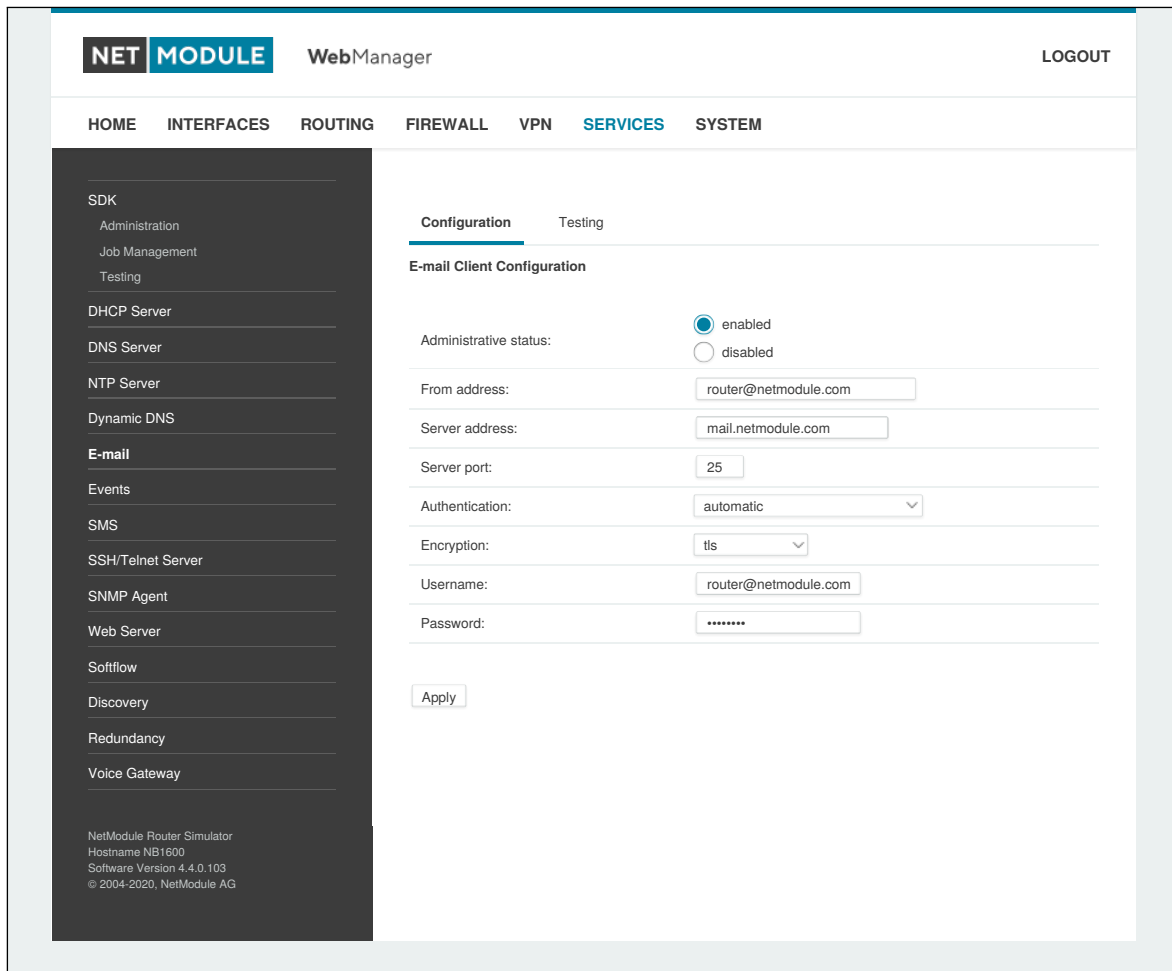 NET MODULE WebManager LOGOUT
HOME INTERFACES ROUTING FIREWALL VPN SERVICES SYSTEM
SDK
Administration
Job Management
Testing
DHCP Server
DNS Server
NTP Server
Dynamic DNS
E-mail
Events
SMS
SSH/Telnet Server
SNMP Agent
Web Server
Softflow
Discovery
Redundancy
Voice Gateway
NetModule Router Simulator
Hostname NB1600
Software Version 4.4.0.103
© 2004-2020, NetModule AG
Configuration Testing
E-mail Client Configuration
Administrative status: enabled
disabled
From address: router@netmodule.com
Server address: mail.netmodule.com
Server port: 25
Authentication: automatic
Encryption: tls
Username: router@netmodule.com
Password: ••••••••
Apply